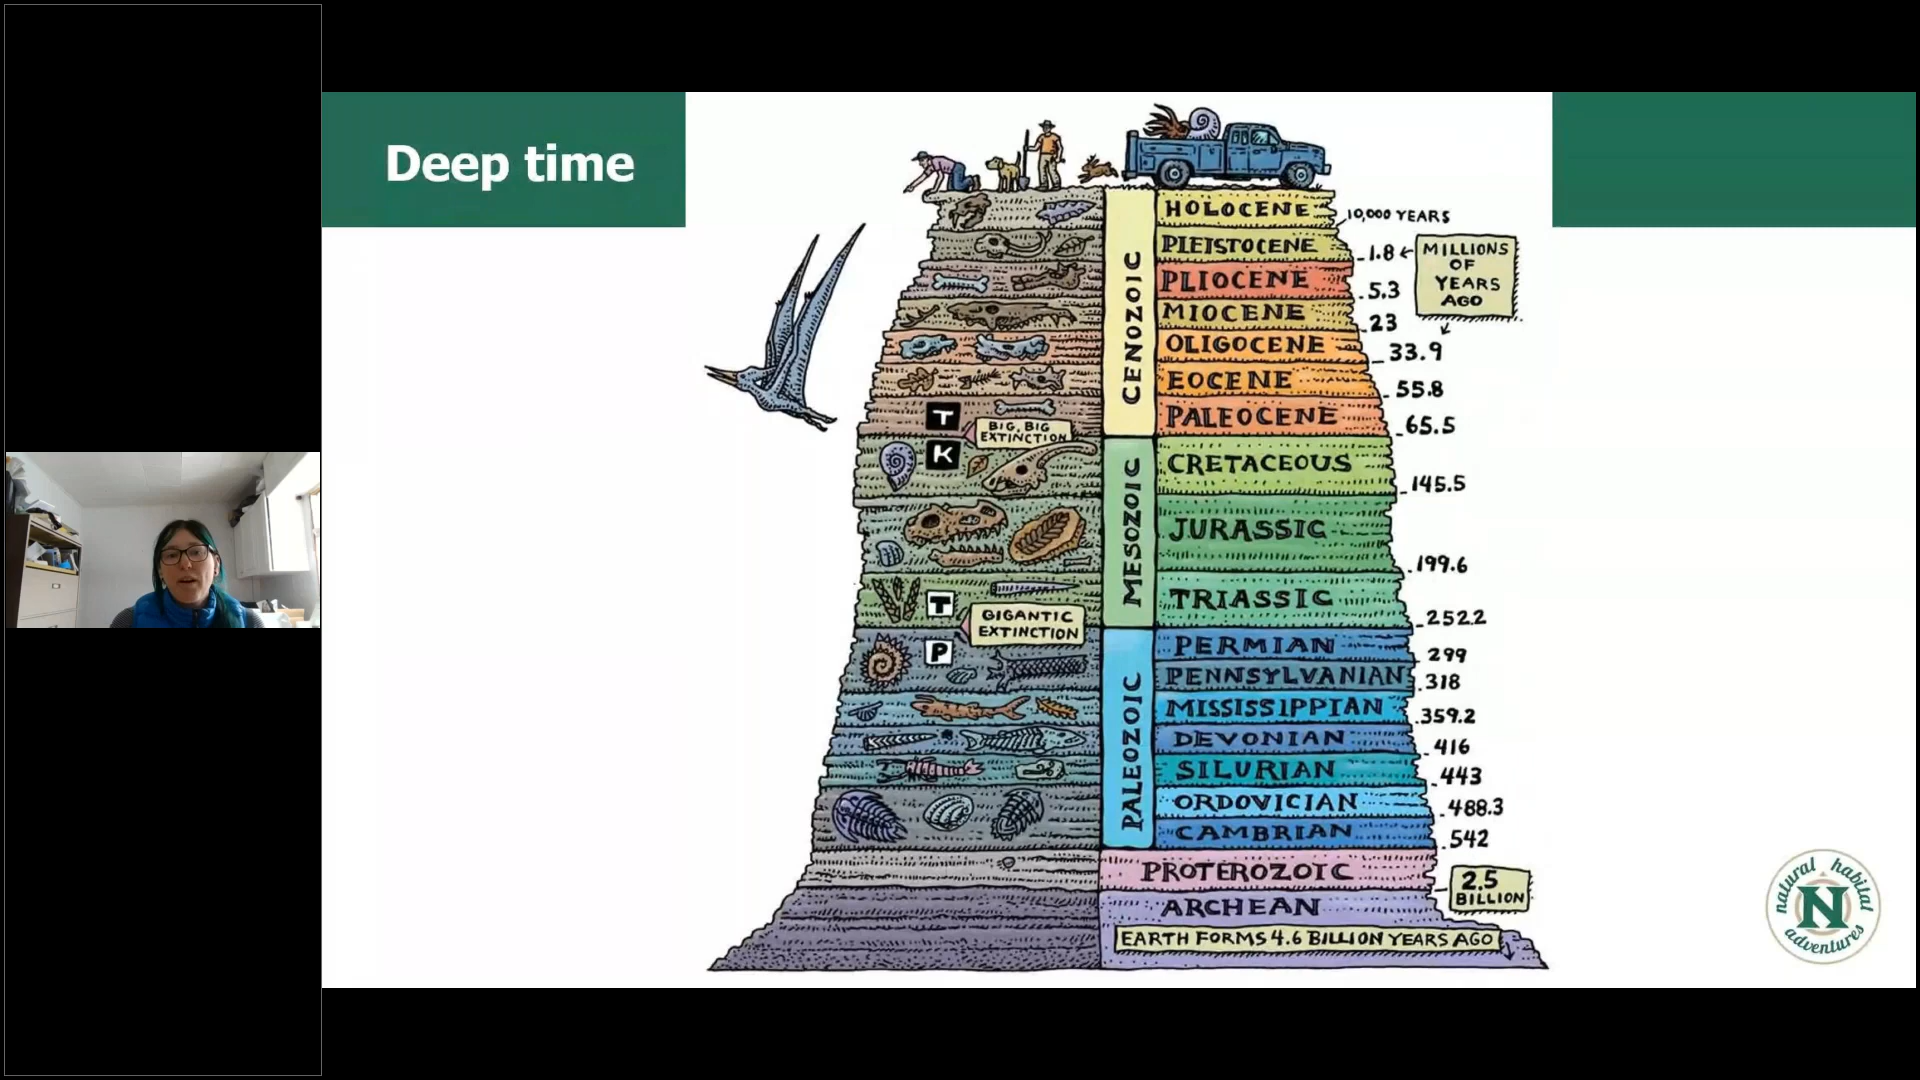 Deep time
HOLOCENE
10,000 YEARS
PLEISTOCENE
1.8
MILLIONS
OF
YEARS
AGO
PLIOCENE
5.3
MIOCENE
23
OLIGOCENE
33.9
EOCENE
55.8
PALEOCENE
65.5
CENOZOIC
T
BIG, BIG
EXTINCTION
K
CRETACEOUS
145.5
JURASSIC
199.6
TRIASSIC
252.2
MESOZOIC
T
GIGANTIC
EXTINCTION
P
PERMIAN
299
PENNSYLVANIAN
318
MISSISSIPPIAN
359.2
DEVONIAN
416
SILURIAN
443
ORDOVICIAN
488.3
CAMBRIAN
542
PALEOZOIC
PROTEROZOIC
2.5
BILLION
ARCHEAN
EARTH FORMS 4.6 BILLION YEARS AGO
natural habitat
N
adventures